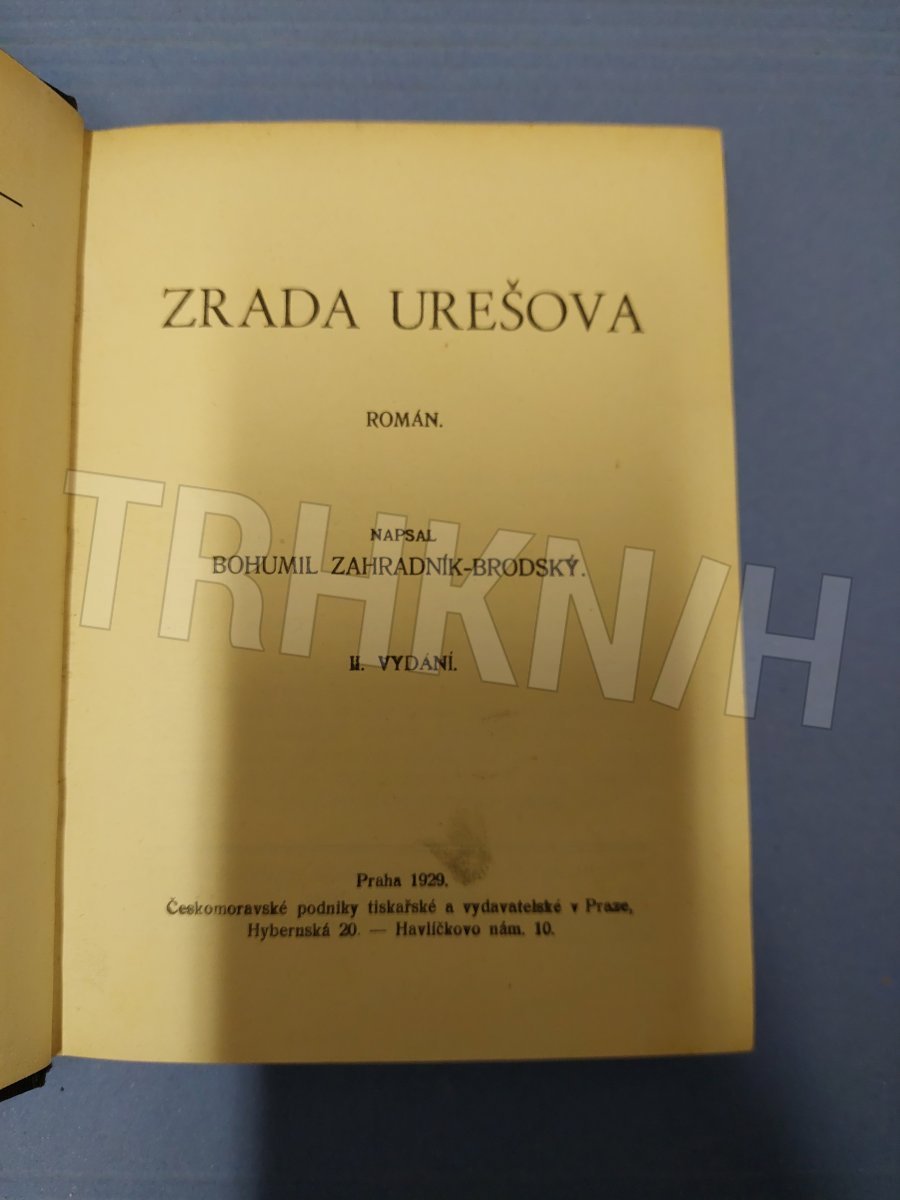 ZRADA UREŠOVA
ROMÁN.
NAPSAL
BOHUMIL ZAHRADNÍK-BRODSKÝ.
II. VYDÁNÍ.
Praha 1929.
Českomoravské podniky tiskařské a vydavatelské v Praze,
Hybernská 20. — Havlíčkovo nám. 10.
TRHKNIH